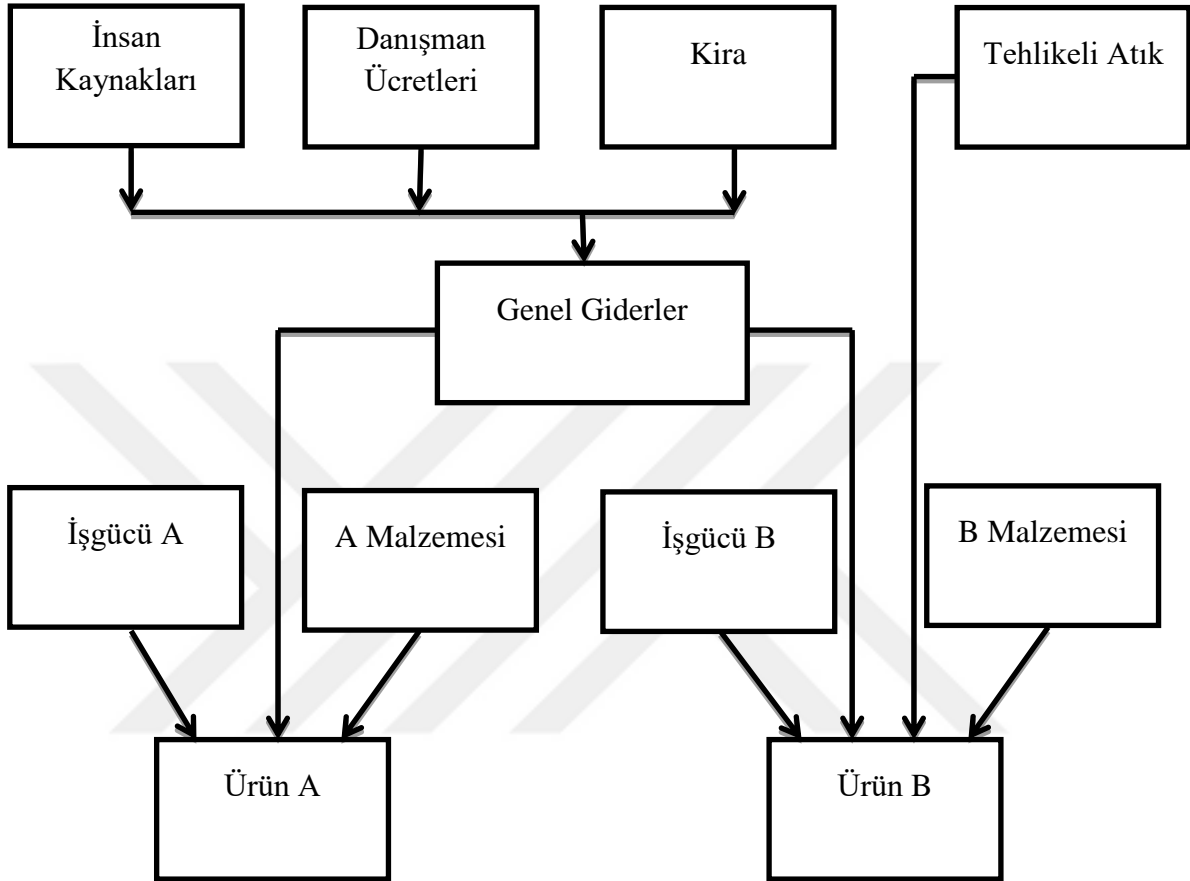 İnsan
Kaynakları
Danışman
Ücretleri
Kira
Tehlikeli Atık
Genel Giderler
İşgücü A
A Malzemesi
İşgücü B
B Malzemesi
Ürün A
Ürün B